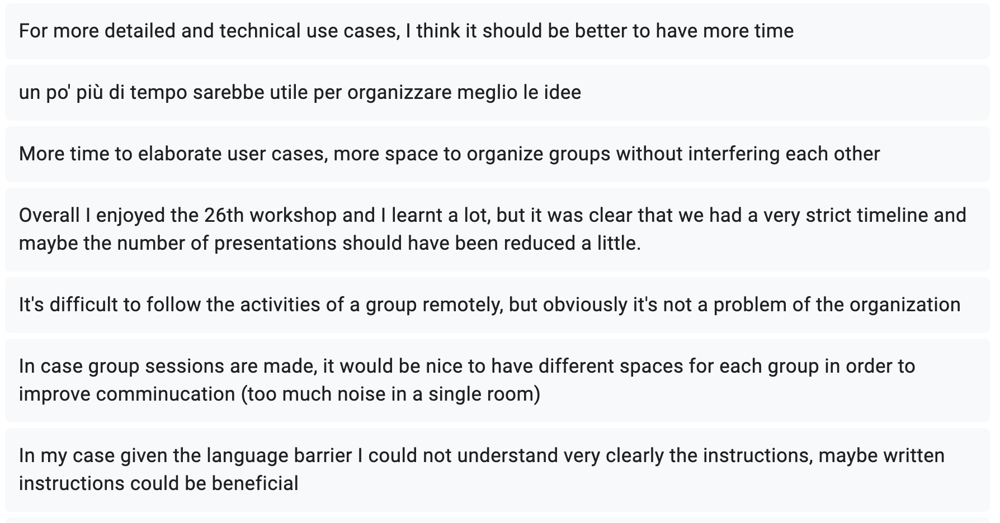 For more detailed and technical use cases, I think it should be better to have more time
un po' più di tempo sarebbe utile per organizzare meglio le idee
More time to elaborate user cases, more space to organize groups without interfering each other
Overall I enjoyed the 26th workshop and I learnt a lot, but it was clear that we had a very strict timeline and
maybe the number of presentations should have been reduced a little.
It's difficult to follow the activities of a group remotely, but obviously it's not a problem of the organization
In case group sessions are made, it would be nice to have different spaces for each group in order to
improve comminucation (too much noise in a single room)
In my case given the language barrier I could not understand very clearly the instructions, maybe written
instructions could be beneficial